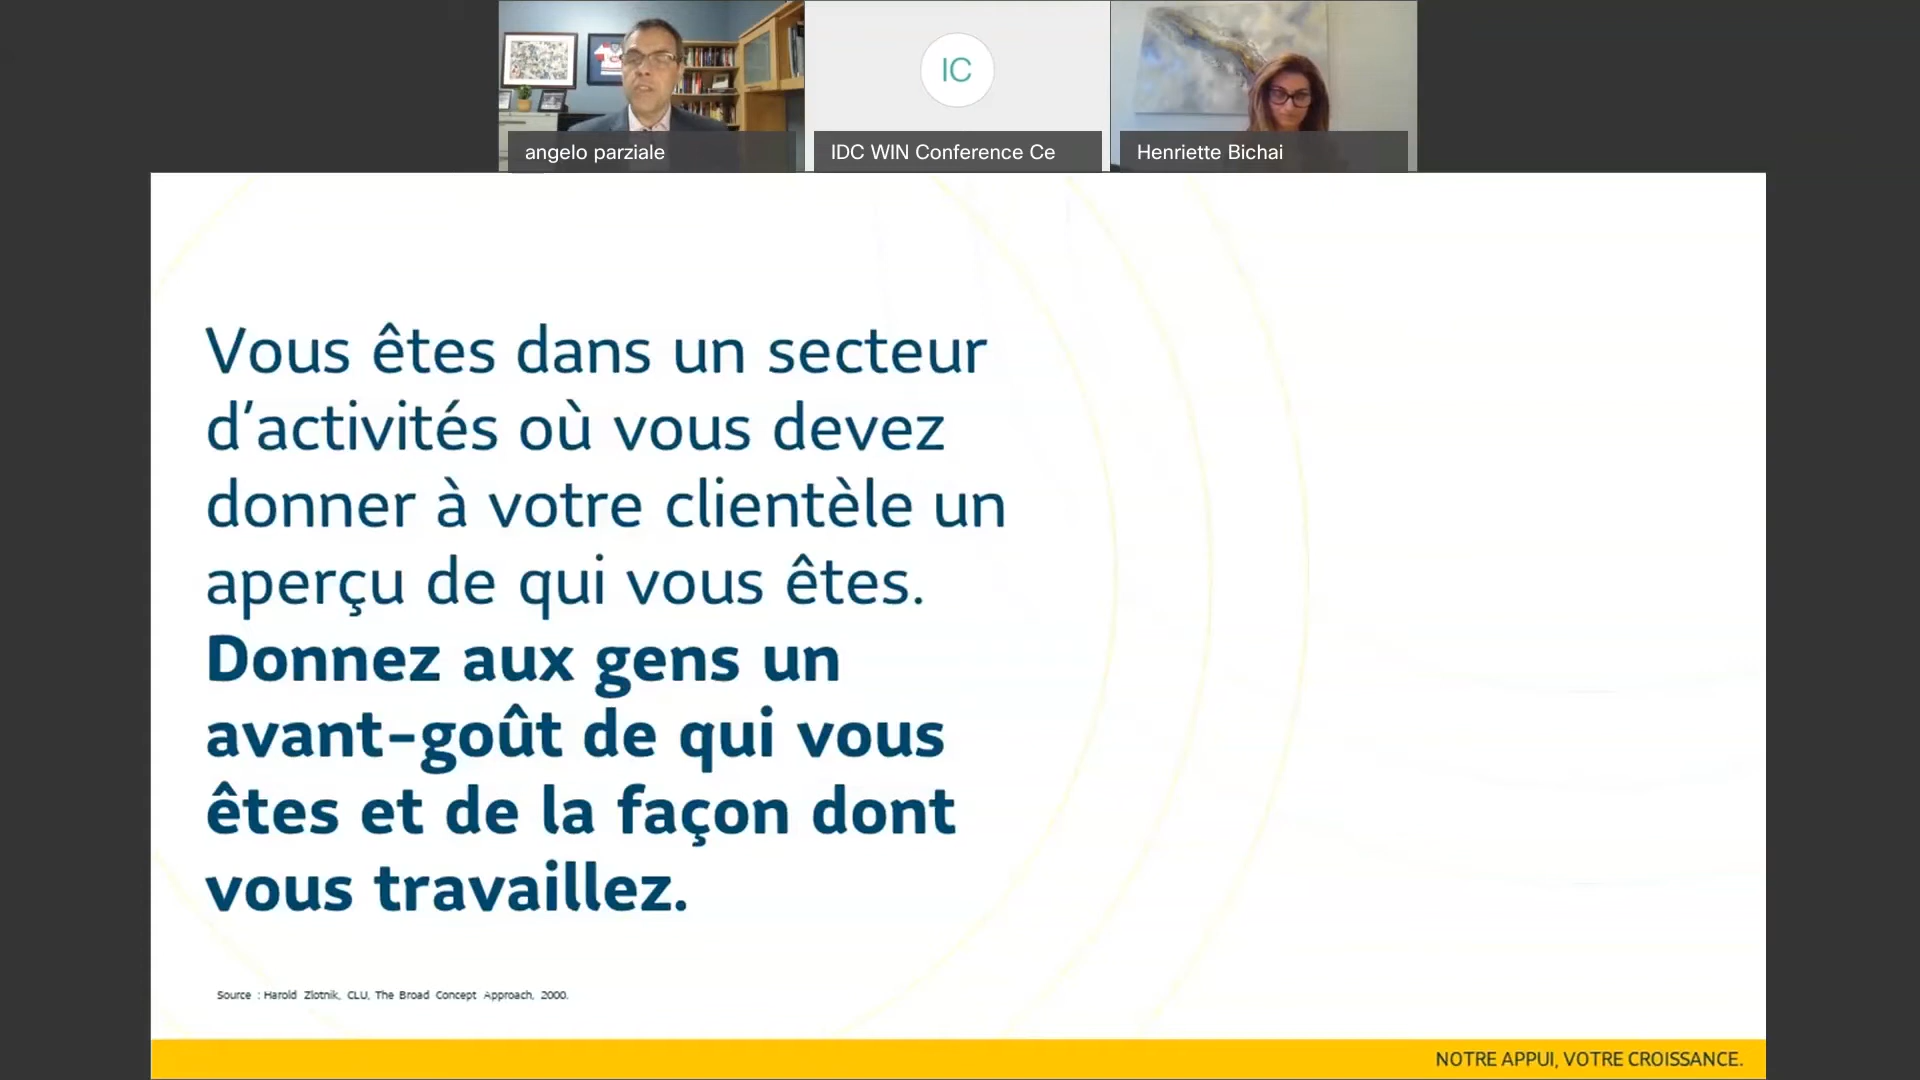 IC
angelo parziale
IDC WIN Conference Ce
Henriette Bichai
Vous êtes dans un secteur
d’activités où vous devez
donner à votre clientèle un
aperçu de qui vous êtes.
Donnez aux gens un
avant-goût de qui vous
êtes et de la façon dont
vous travaillez.
Source : Harold Zlotnik, CLU, The Broad Concept Approach, 2000.
NOTRE APPUI, VOTRE CROISSANCE.